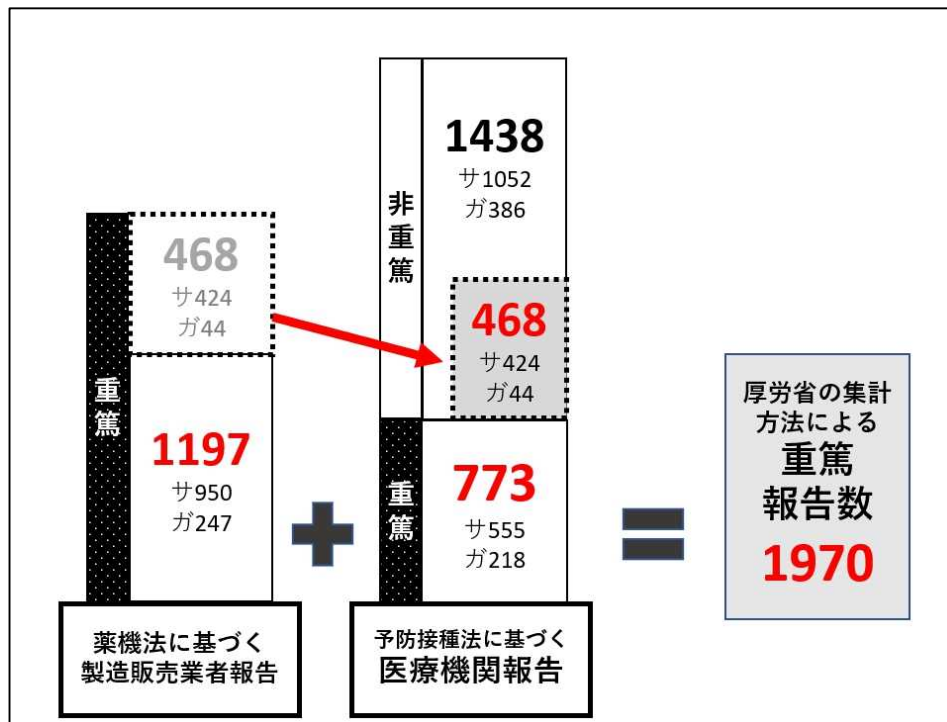 468
サ424
ガ44
重篤
1197
サ950
ガ247
薬機法に基づく
製造販売業者報告
非重篤
1438
サ1052
ガ386
468
サ424
ガ44
重篤
773
サ555
ガ218
予防接種法に基づく
医療機関報告
厚労省の集計
方法による
重篤
報告数
1970